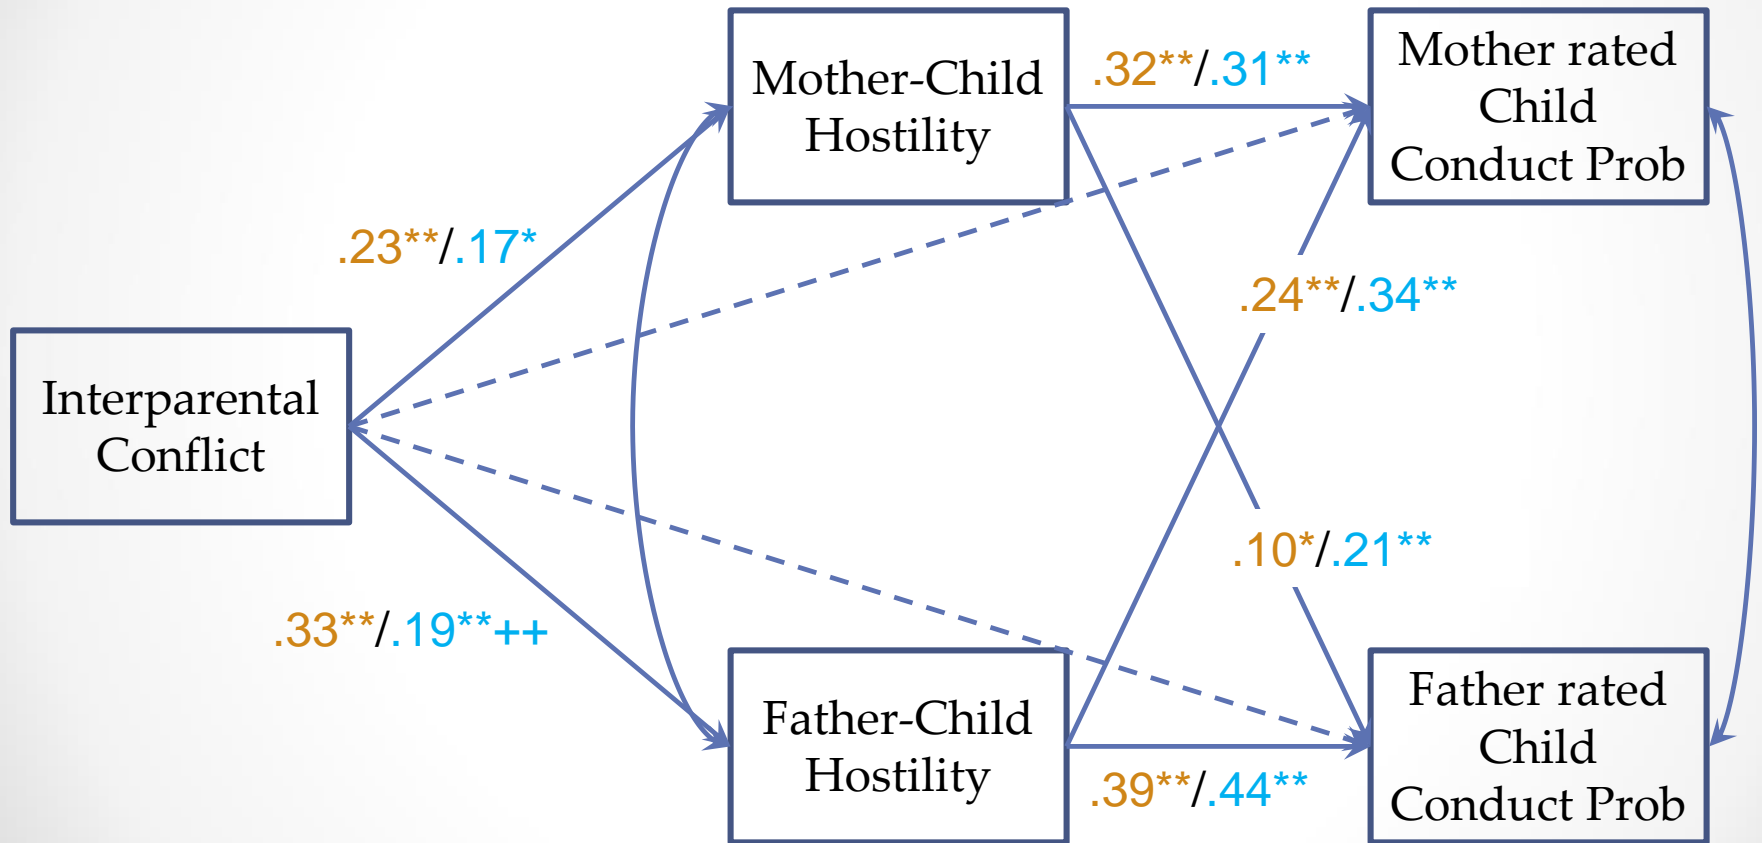 Mother-Child
Hostility
.32**/.31**
Mother rated
Child
Conduct Prob
.23**/.17*
.24**/.34**
Interparental
Conflict
.10*/.21**
.33**/.19**++
Father-Child
Hostility
.39**/.44**
Father rated
Child
Conduct Prob